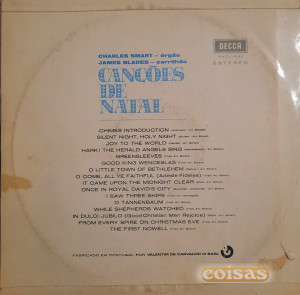 CHARLES SMART – órgão
JAMES BLADES – carrilhão
DECCA
ESTEREO
CANÇÕES
DE
NATAL
CHIMES INTRODUCTION
SILENT NIGHT, HOLY NIGHT
JOY TO THE WORLD
HARK! THE HERALD ANGELS SING
GREENSLEEVES
GOOD KING WENCESLAS
O LITTLE TOWN OF BETHLEHEM
O COME, ALL YE FAITHFUL (Adeste Fideles)
IT CAME UPON THE MIDNIGHT CLEAR
ONCE IN ROYAL DAVID'S CITY
I SAW THREE SHIPS
O TANNENBAUM
WHILE SHEPHERDS WATCHED
IN DULCI JUBILO (Good Christian Men Rejoice)
FROM EVERY SPIRE ON CHRISTMAS EVE
THE FIRST NOWELL
FABRICADO EM PORTUGAL POR VALENTIM DE CARVALHO CI SARL
coisas